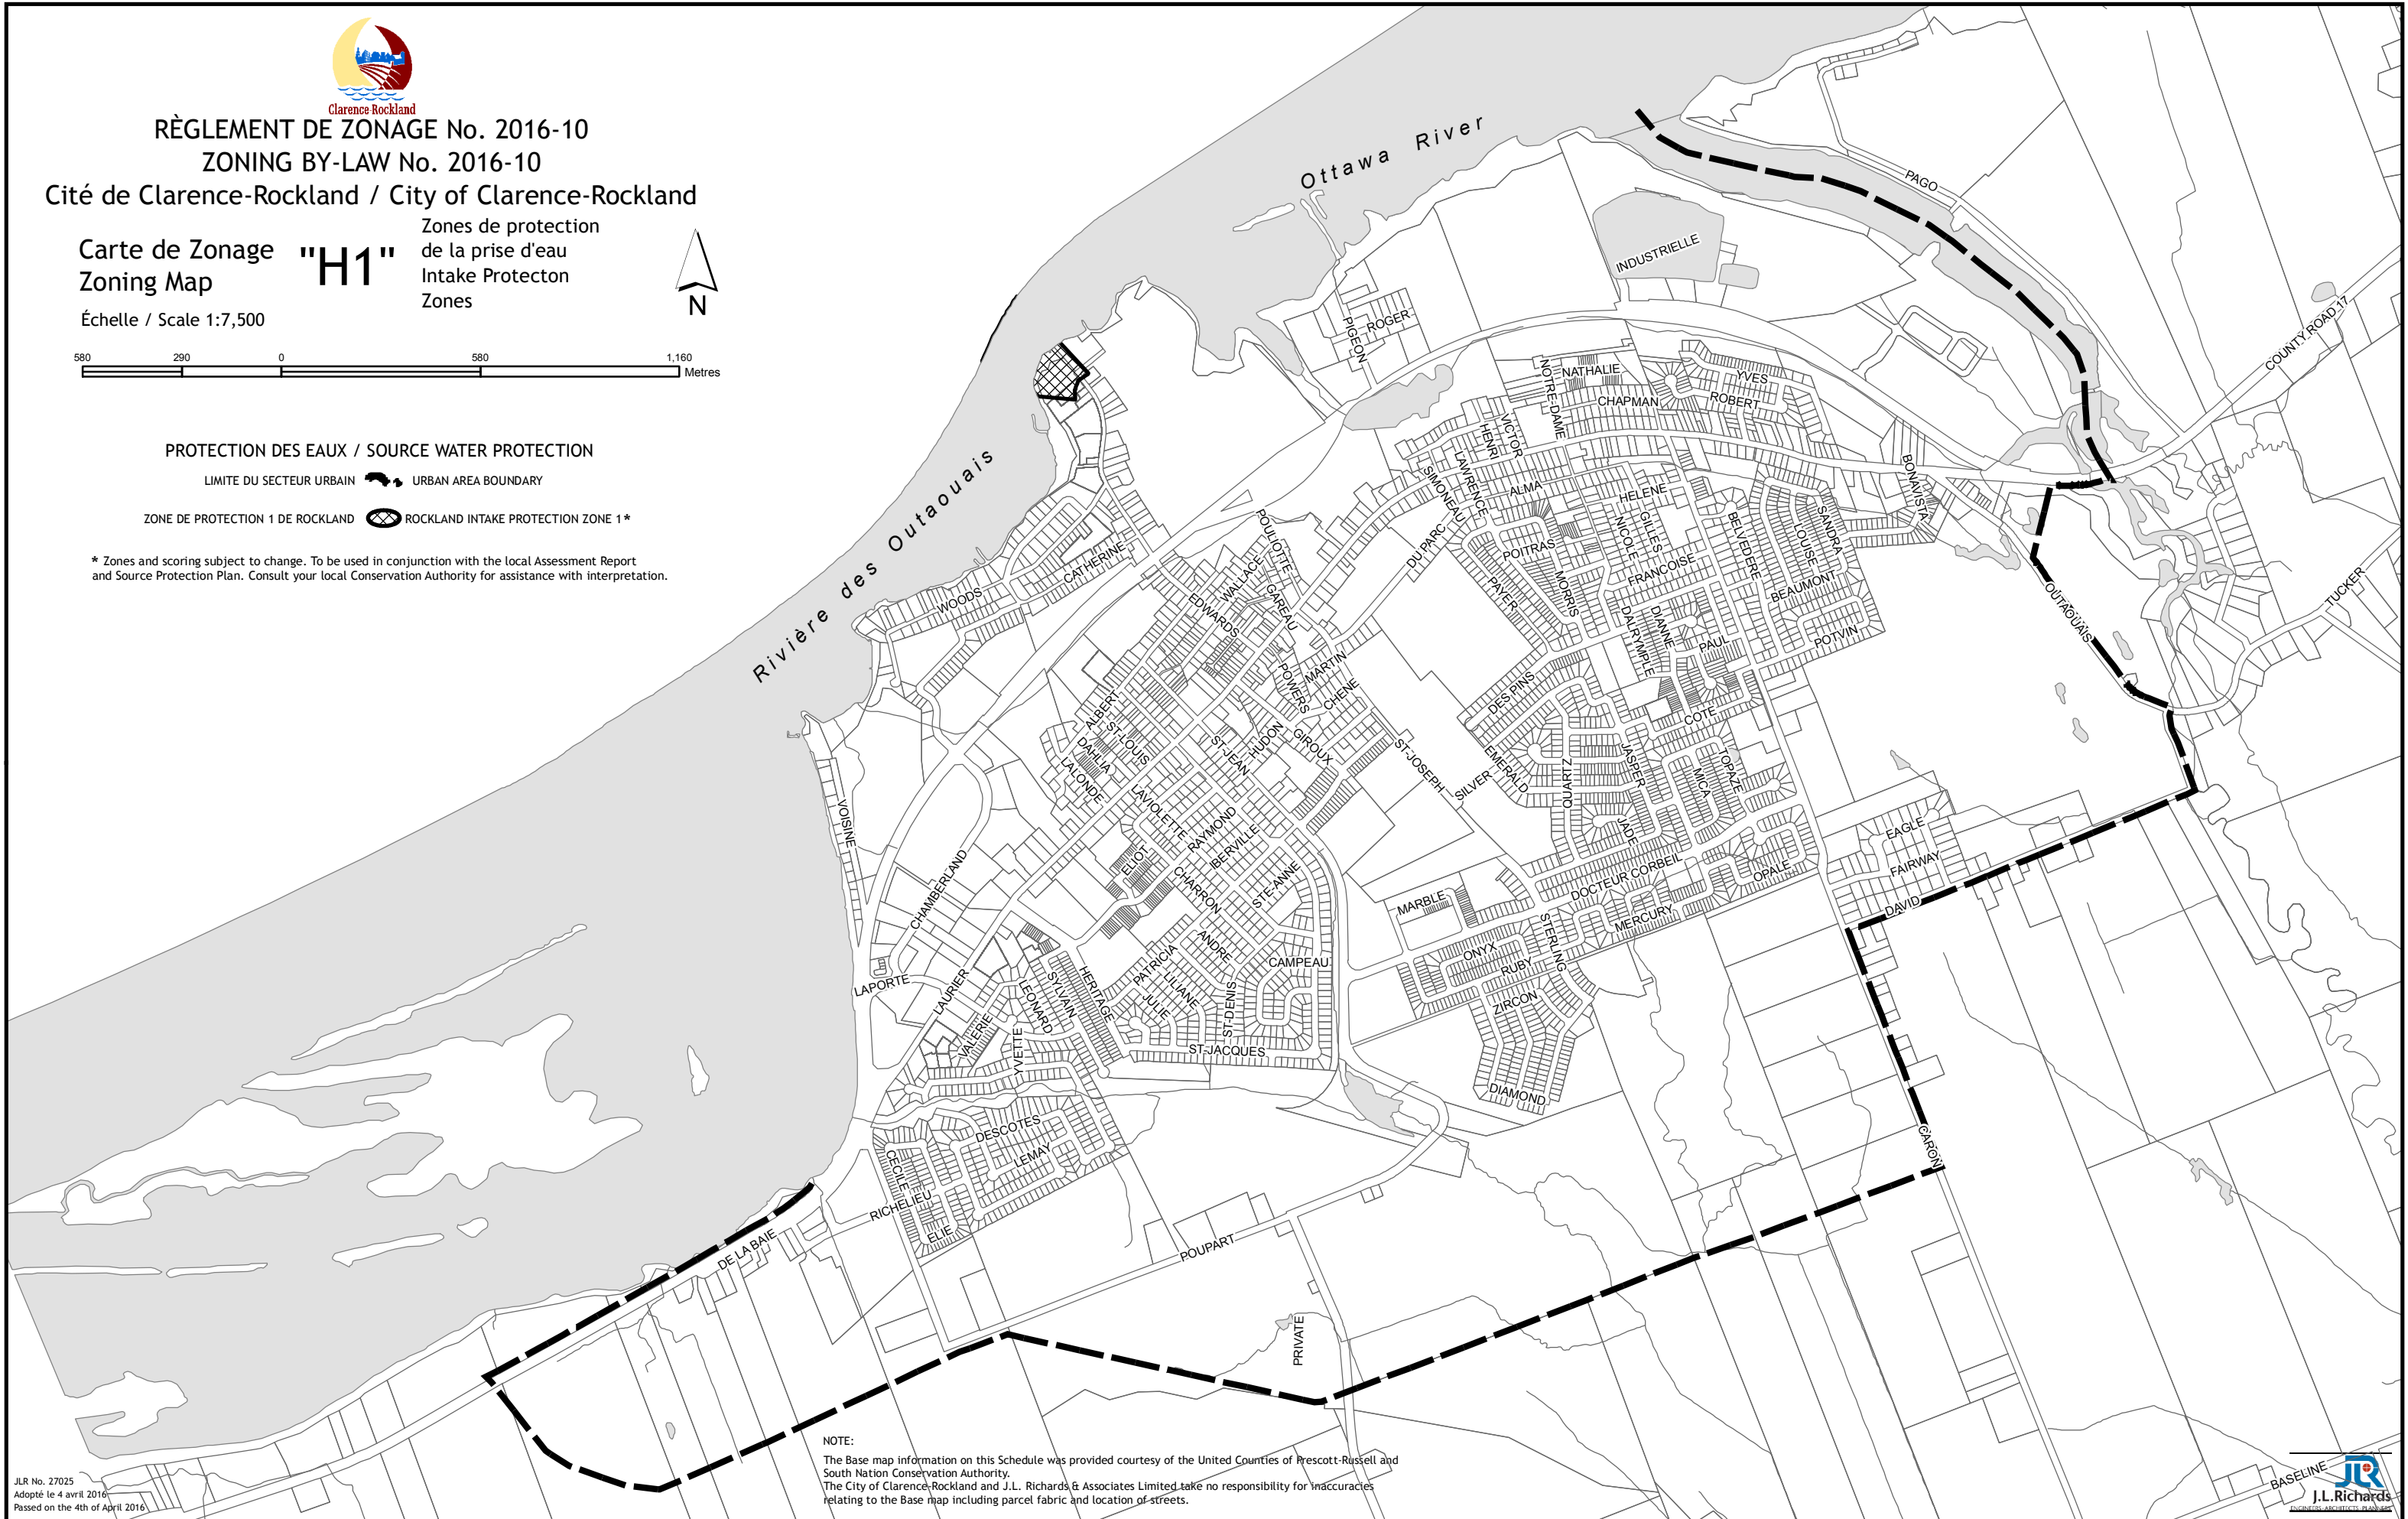 Clarence-Rockland
RÈGLEMENT DE ZONAGE No. 2016-10
ZONING BY-LAW No. 2016-10
Cité de Clarence-Rockland / City of Clarence-Rockland
Carte de Zonage
Zoning Map
"H1"
Zones de protection
de la prise d'eau
Intake Protecton
Zones
N
Échelle / Scale 1:7,500
580 290 0 580 1,160
Metres
PROTECTION DES EAUX / SOURCE WATER PROTECTION
LIMITE DU SECTEUR URBAIN URBAN AREA BOUNDARY
ZONE DE PROTECTION 1 DE ROCKLAND ROCKLAND INTAKE PROTECTION ZONE 1*
* Zones and scoring subject to change. To be used in conjunction with the local Assessment Report
and Source Protection Plan. Consult your local Conservation Authority for assistance with interpretation.
Ottawa River
Rivière des Outaouais
PAGO
INDUSTRIELLE
COUNTY ROAD 17
PIGEON
ROGER
NOTRE-DAME
NATHALIE
YVES
CHAPMAN
ROBERT
VICTOR
HENRI
LAWRENCE
SIMONEAU
ALMA
HELENE
BONAVISTA
SANDRA
LOUISE
BELVEDERE
GILLES
NICOLE
POULIOTTE
DU PARC
POITRAS
FRANCOISE
CATHERINE
WALLACE
GAREAU
EDWARDS
WOODS
PAYER
MORRIS
BEAUMONT
OUTAOUAIS
TUCKER
DALRYMPLE
DIANNE
PAUL
POTVIN
MARTIN
POWERS
CHENE
DES PINS
COTE
ALBERT
ST-LOUIS
DAHLIA
LALONDE
ST-JEAN
HUDON
GIROUX
ST-JOSEPH
SILVER
EMERALD
QUARTZ
JASPER
MICA
TOPAZE
VOISINE
LAVIOLETTE
RAYMOND
IBERVILLE
ELIOT
JADE
EAGLE
FAIRWAY
CHAMBERLAND
CHARRON
STE-ANNE
DOCTEUR CORBEIL
OPALE
MARBLE
MERCURY
DAVID
STERLING
ONYX
RUBY
ANDRE
PATRICIA
CAMPEAU
LAPORTE
LAURIER
HERITAGE
SYLVAIN
LEONARD
LILIANE
JULIE
ST-DENIS
ZIRCON
VALERIE
YVETTE
ST-JACQUES
DIAMOND
DESCOTES
LEMAY
CECILE
RICHELIEU
ELIE
CARON
DE LA BAIE
POUPART
PRIVATE
BASELINE
NOTE:
The Base map information on this Schedule was provided courtesy of the United Counties of Prescott-Russell and
South Nation Conservation Authority.
The City of Clarence-Rockland and J.L. Richards & Associates Limited take no responsibility for inaccuracies
relating to the Base map including parcel fabric and location of streets.
JLR No. 27025
Adopté le 4 avril 2016
Passed on the 4th of April 2016
JLR
J.L.Richards
ENGINEERS·ARCHITECTS·PLANNERS